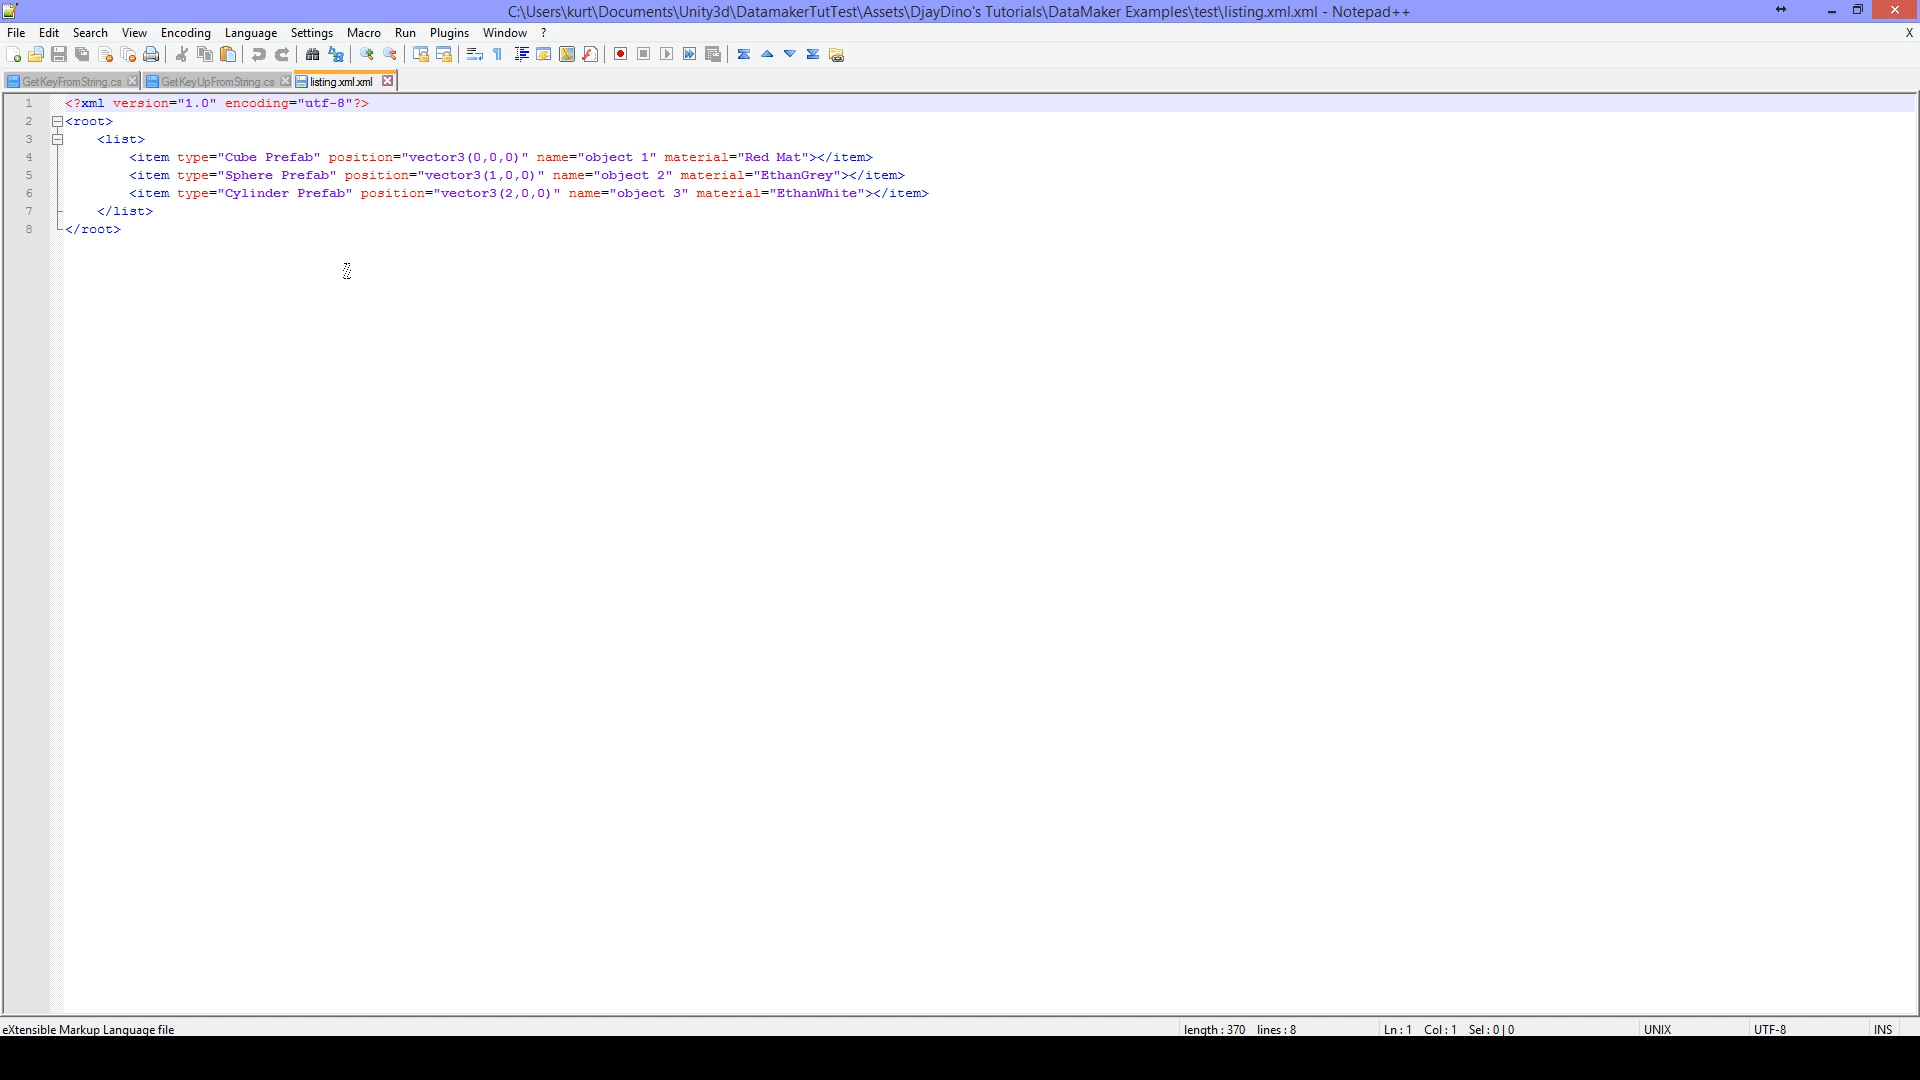 C:\Users\kurt\Documents\Unity3d\DatamakerTutTest\Assets\DjayDino's Tutorials\DataMaker Examples\test\listing.xml.xml - Notepad++
File Edit Search View Encoding Language Settings Macro Run Plugins Window ? X
GetKeyFromString.cs GetKeyUpFromString.cs listing.xml.xml
1 <?xml version="1.0" encoding="utf-8"?>
2 <root>
3 <list>
4 <item type="Cube Prefab" position="vector3(0,0,0)" name="object 1" material="Red Mat"></item>
5 <item type="Sphere Prefab" position="vector3(1,0,0)" name="object 2" material="EthanGrey"></item>
6 <item type="Cylinder Prefab" position="vector3(2,0,0)" name="object 3" material="EthanWhite"></item>
7 </list>
8 </root>
eXtensible Markup Language file length : 370 lines : 8 Ln : 1 Col : 1 Sel : 0 | 0 UNIX UTF-8 INS